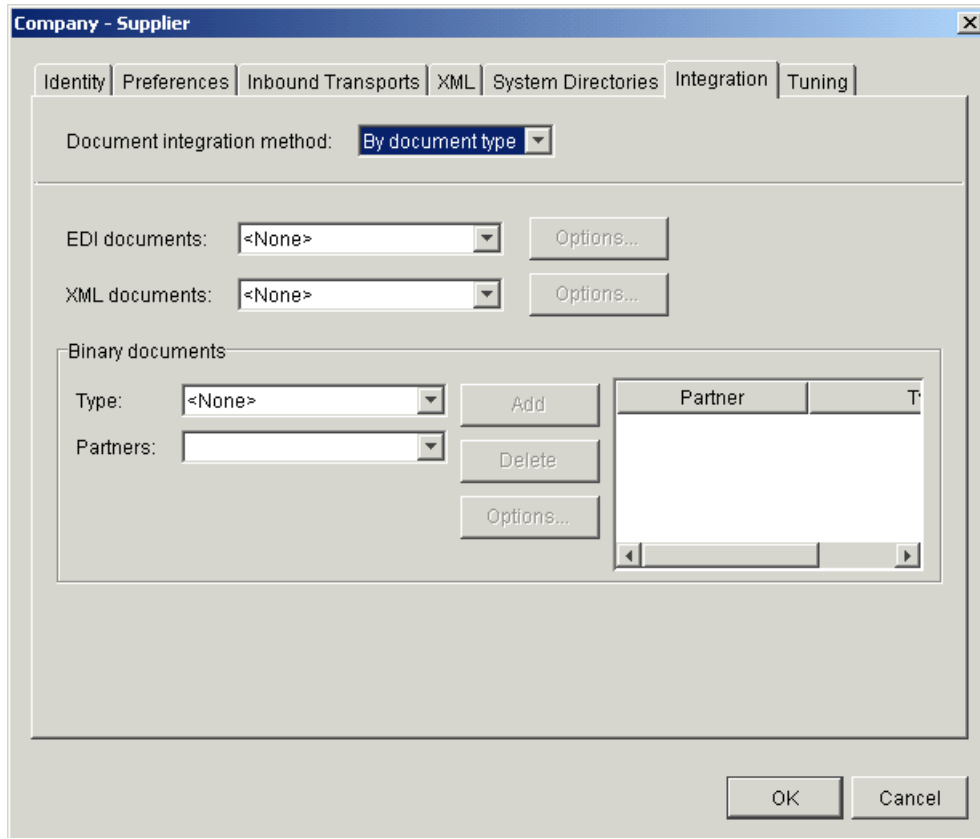 Company - Supplier
Identity Preferences Inbound Transports XML System Directories Integration Tuning
Document integration method: By document type
EDI documents: <None> Options...
XML documents: <None> Options...
Binary documents
Type: <None> Add Partner
Partners:
Delete
Options...
OK Cancel